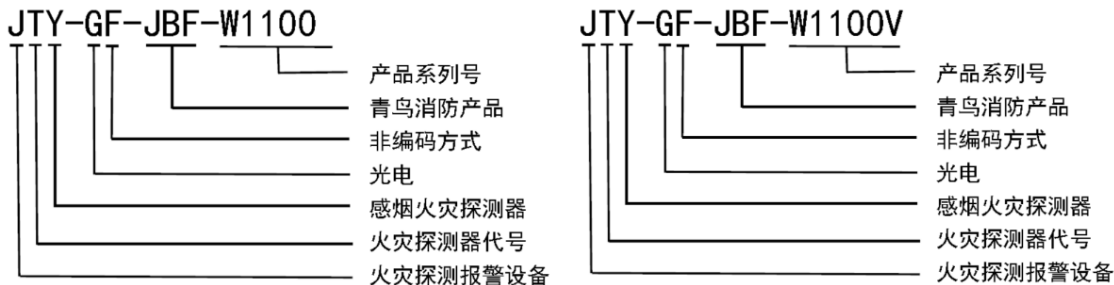 JTY-GF-JBF-W1100
产品系列号
青鸟消防产品
非编码方式
光电
感烟火灾探测器
火灾探测器代号
火灾探测报警设备
JTY-GF-JBF-W1100V
产品系列号
青鸟消防产品
非编码方式
光电
感烟火灾探测器
火灾探测器代号
火灾探测报警设备